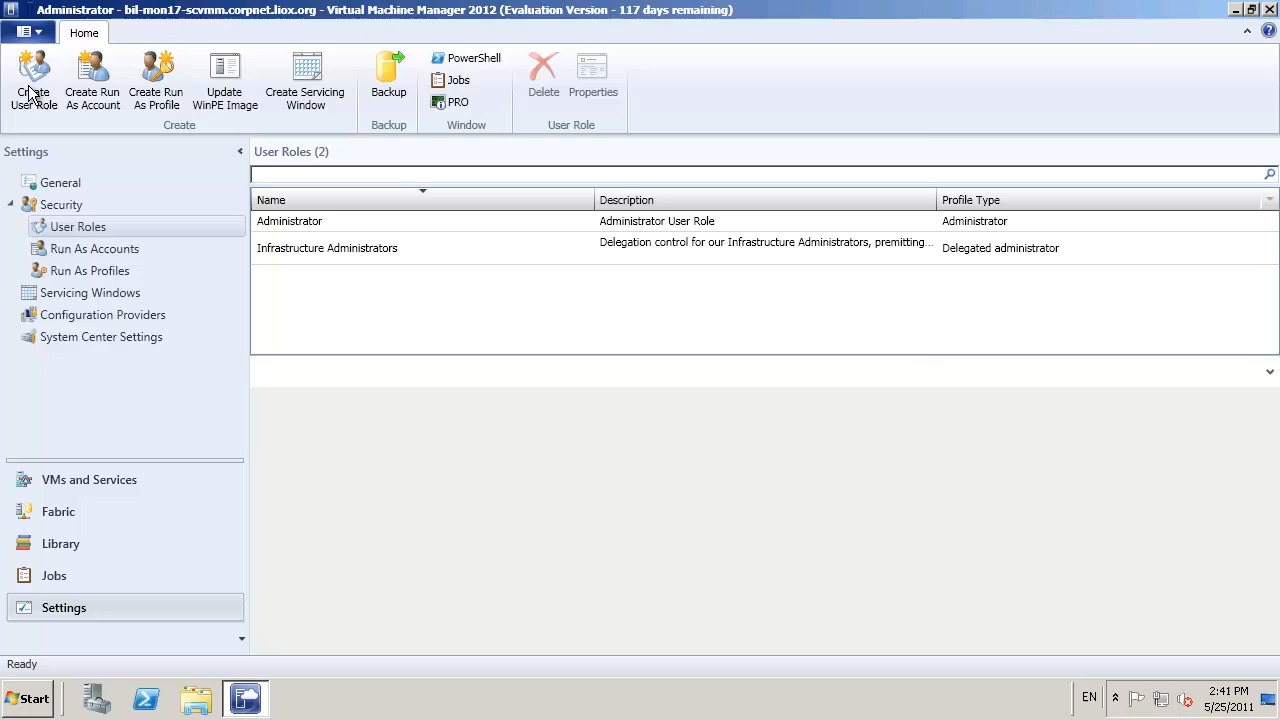 Administrator - bil-mon17-scvmm.corpnet.liox.org - Virtual Machine Manager 2012 (Evaluation Version - 117 days remaining)
Home
Create User Role
Create Run As Account
Create Run As Profile
Update WinPE Image
Create Servicing Window
Create
Backup
Backup
PowerShell
Jobs
PRO
Window
Delete
Properties
User Role
Settings
General
Security
User Roles
Run As Accounts
Run As Profiles
Servicing Windows
Configuration Providers
System Center Settings
VMs and Services
Fabric
Library
Jobs
Settings
User Roles (2)
Name Description Profile Type
Administrator Administrator User Role Administrator
Infrastructure Administrators Delegation control for our Infrastructure Administrators, premitting... Delegated administrator
Ready
Start
EN
2:41 PM
5/25/2011